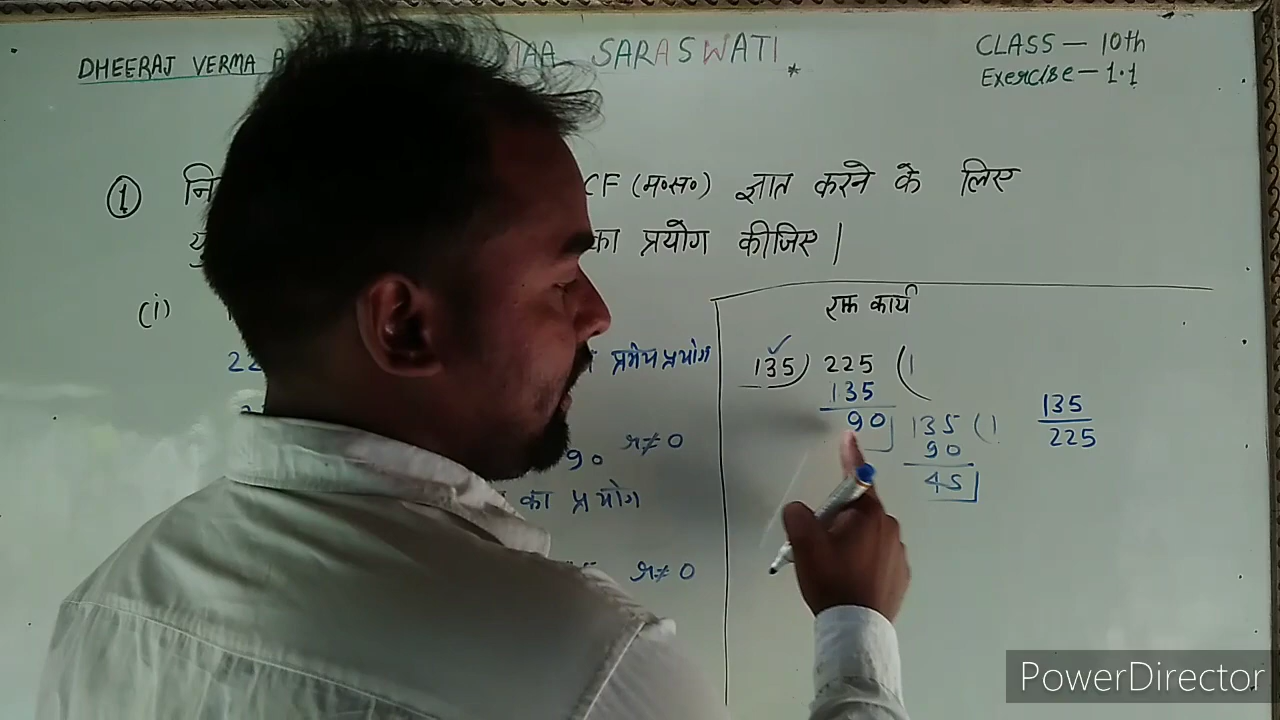 DHEERAJ VERMA MAA SARASWATI
CLASS - 10th
Exercise - 1.1
① नि CF (म०स०) ज्ञात करने के लिए
यु का प्रयोग कीजिए |
(i)
रफ कार्य
22 प्रमेय प्रयोग
135) 225 (1
135
90 135 (1
90
45
135
225
90 r≠0
का प्रयोग
r≠0
PowerDirector